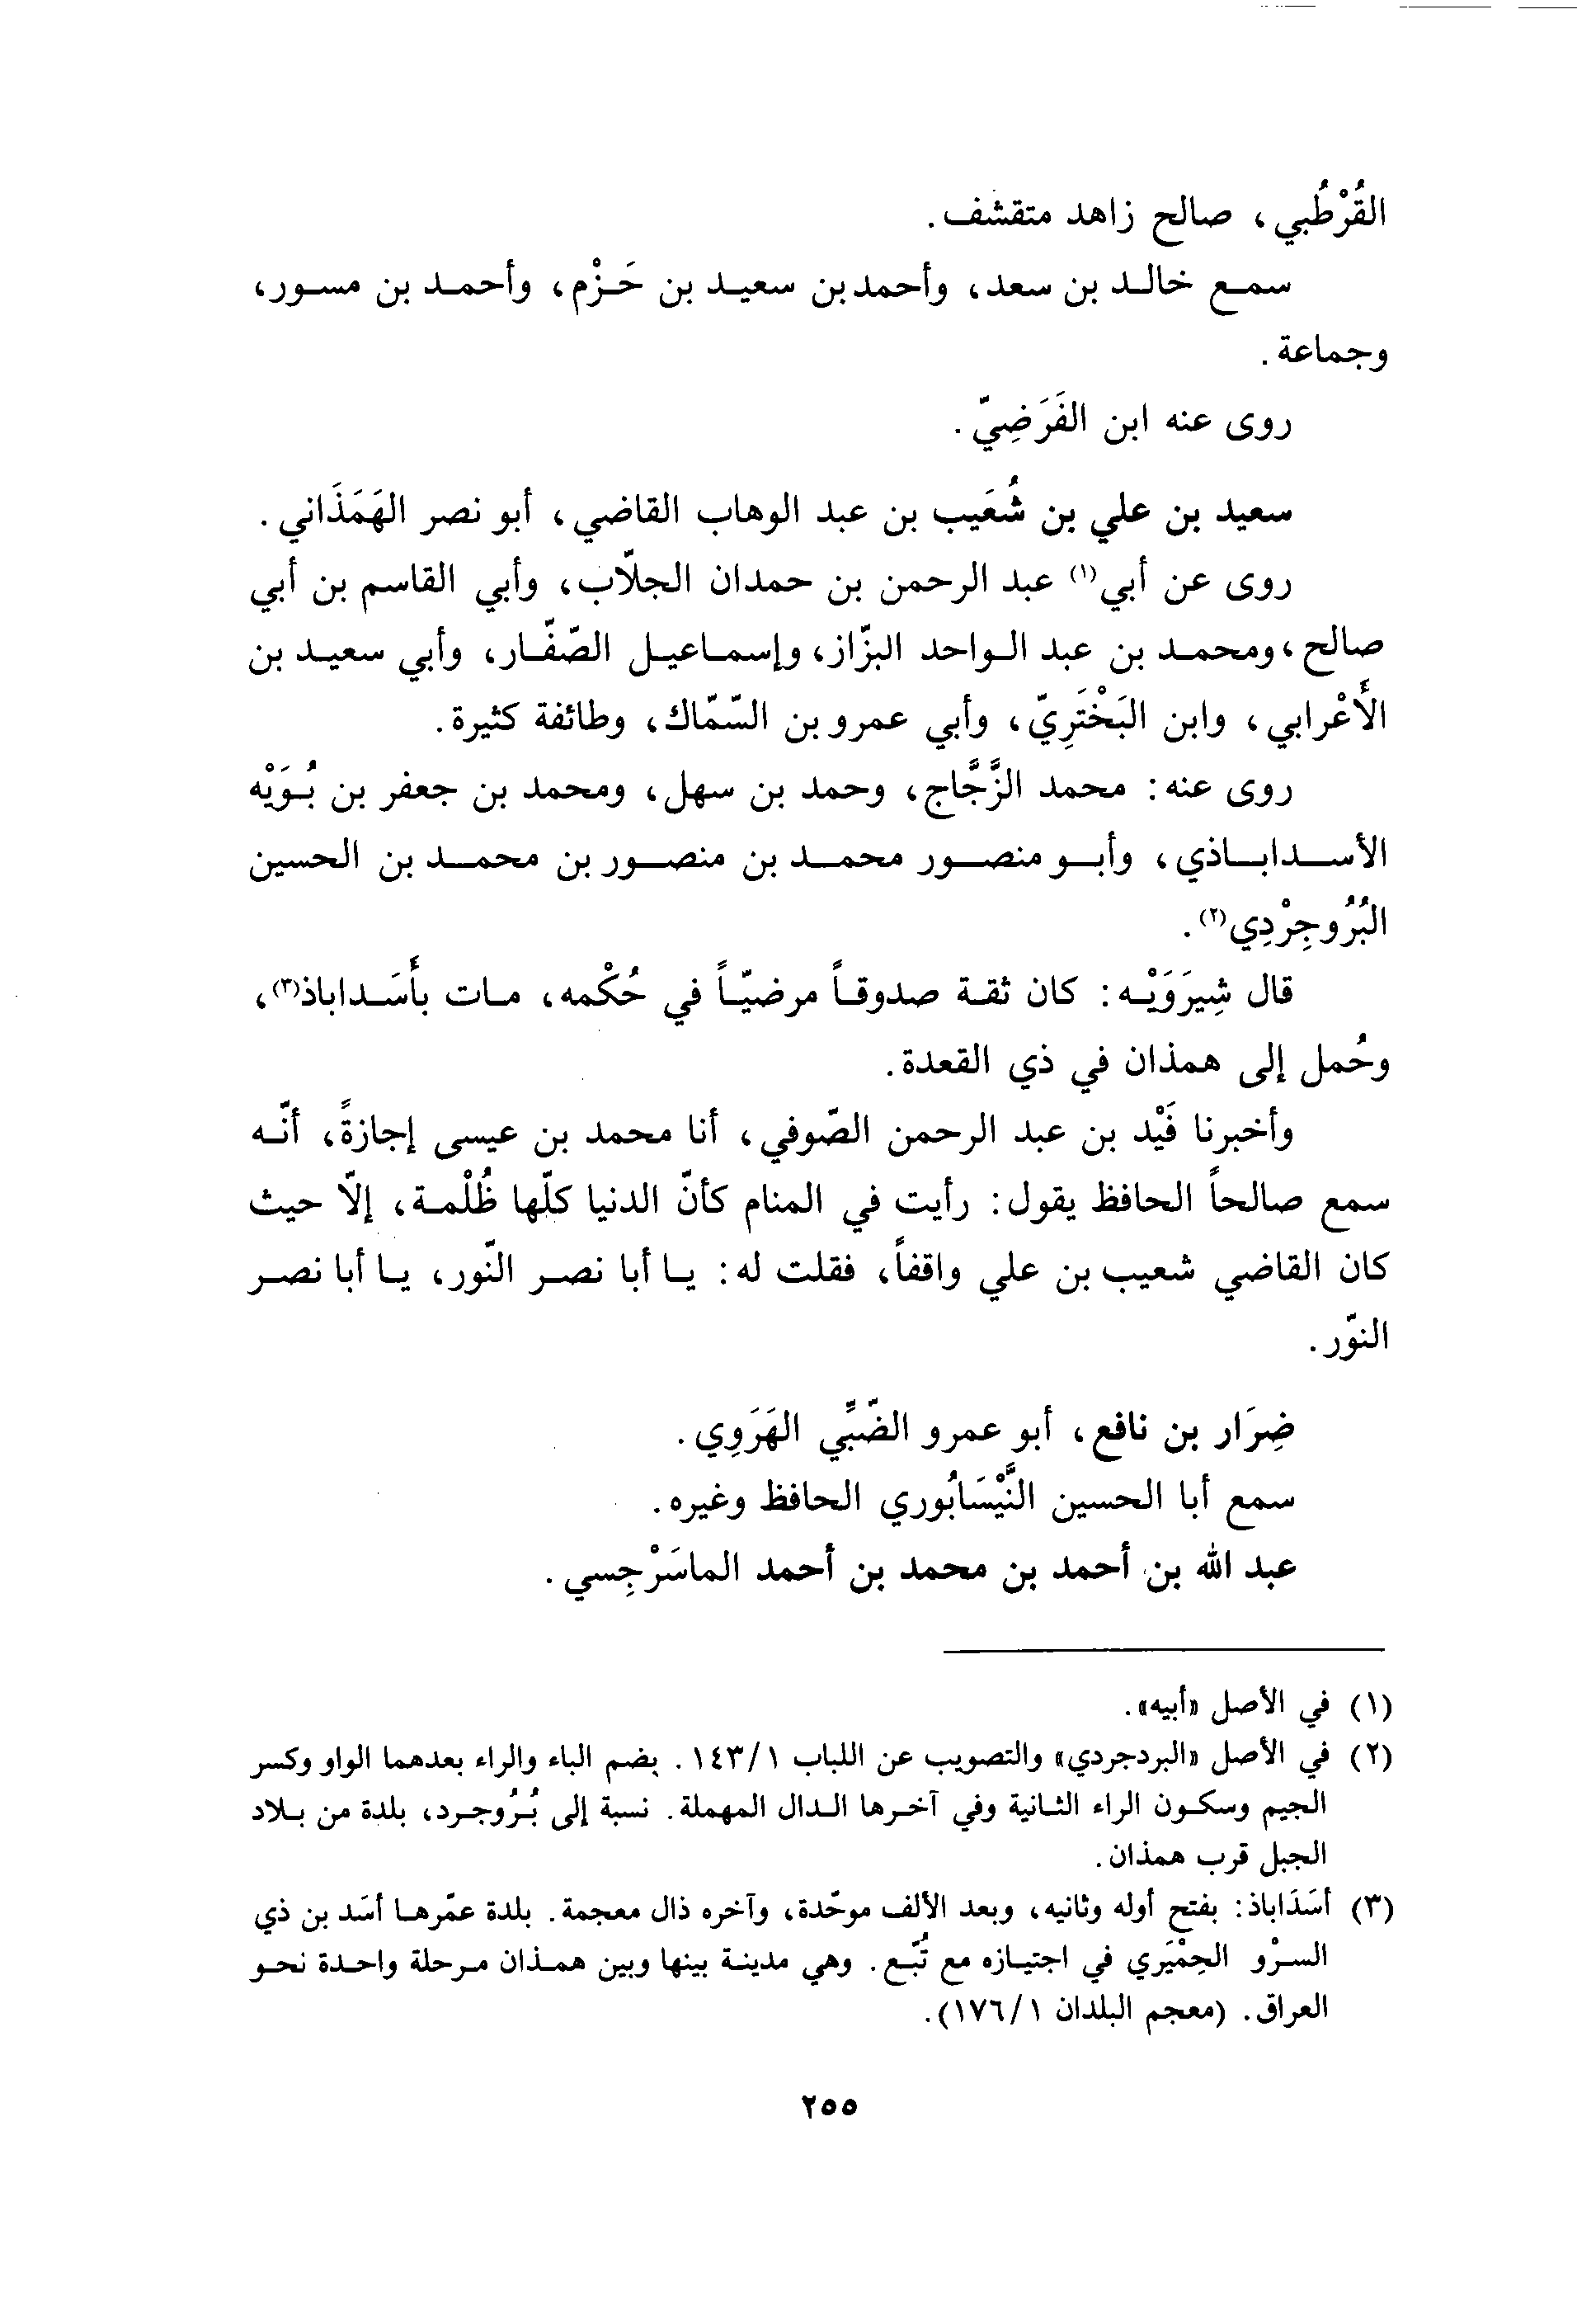 القُرْطُبي، صالح زاهد متقشف.
سمع خالد بن سعد، وأحمد بن سعيد بن حَزْم، وأحمد بن مسور،
وجماعة.
روى عنه ابن الفَرَضِيّ.
سعيد بن علي بن شُعَيب بن عبد الوهاب القاضي، أبو نصر الهَمَذَاني.
روى عن أبي(١) عبد الرحمن بن حمدان الجلّاب، وأبي القاسم بن أبي
صالح، ومحمد بن عبد الواحد البزّاز، وإسماعيل الصّفّار، وأبي سعيد بن
الأَعْرابي، وابن البَخْتَرِيّ، وأبي عمرو بن السّمّاك، وطائفة كثيرة.
روى عنه: محمد الزَّجَّاج، وحمد بن سهل، ومحمد بن جعفر بن بُوَيْه
الأسداباذي، وأبو منصور محمد بن منصور بن محمد بن الحسين
البُرُوجِرْدِي(٢).
قال شِيرَوَيْه: كان ثقة صدوقاً مرضيّاً في حُكْمه، مات بأَسَداباذ(٣)،
وحُمل إلى همذان في ذي القعدة.
وأخبرنا فَيْد بن عبد الرحمن الصّوفي، أنا محمد بن عيسى إجازةً، أنّه
سمع صالحاً الحافظ يقول: رأيت في المنام كأنّ الدنيا كلّها ظُلْمة، إلّا حيث
كان القاضي شعيب بن علي واقفاً، فقلت له: يا أبا نصر النّور، يا أبا نصر
النوّر.
ضِرَار بن نافع، أبو عمرو الضّبِّي الهَرَوِي.
سمع أبا الحسين النَّيْسَابُوري الحافظ وغيره.
عبد الله بن أحمد بن محمد بن أحمد الماسَرْجِسي.
(١) في الأصل «أبيه».
(٢) في الأصل «البردجردي» والتصويب عن اللباب ١/١٤٣. بضم الباء والراء بعدهما الواو وكسر
الجيم وسكون الراء الثانية وفي آخرها الدال المهملة. نسبة إلى بُرُوجرد، بلدة من بلاد
الجبل قرب همذان.
(٣) أسَدَاباذ: بفتح أوله وثانيه، وبعد الألف موحّدة، وآخره ذال معجمة. بلدة عمّرها أسَد بن ذي
السرْو الحِمْيَري في اجتيازه مع تُبّع. وهي مدينة بينها وبين همذان مرحلة واحدة نحو
العراق. (معجم البلدان ١/١٧٦).
٢٥٥